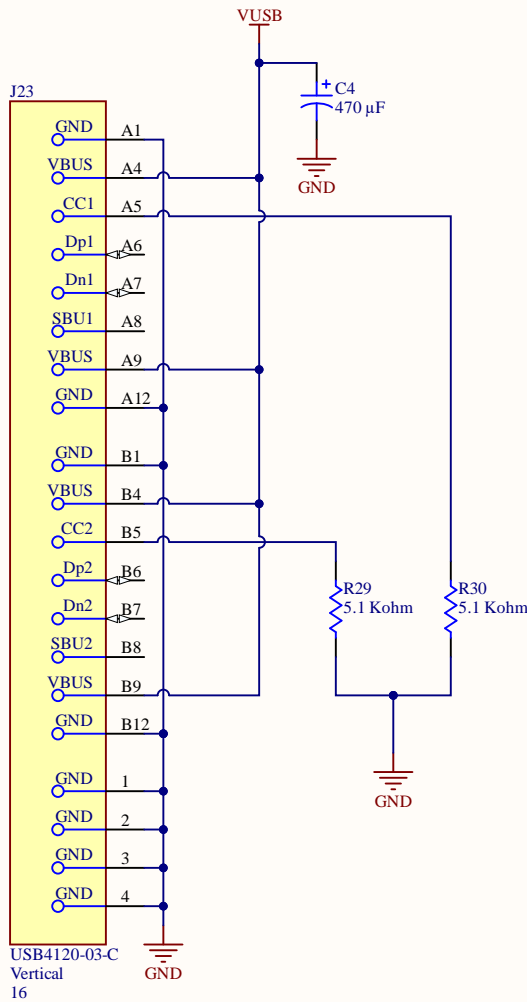 VUSB
C4
470 µF
GND
J23
GND A1
VBUS A4
CC1 A5
Dp1 A6
Dn1 A7
SBU1 A8
VBUS A9
GND A12
GND B1
VBUS B4
CC2 B5
Dp2 B6
Dn2 B7
SBU2 B8
VBUS B9
GND B12
GND 1
GND 2
GND 3
GND 4
R29
5.1 Kohm
R30
5.1 Kohm
GND
GND
USB4120-03-C
Vertical
16